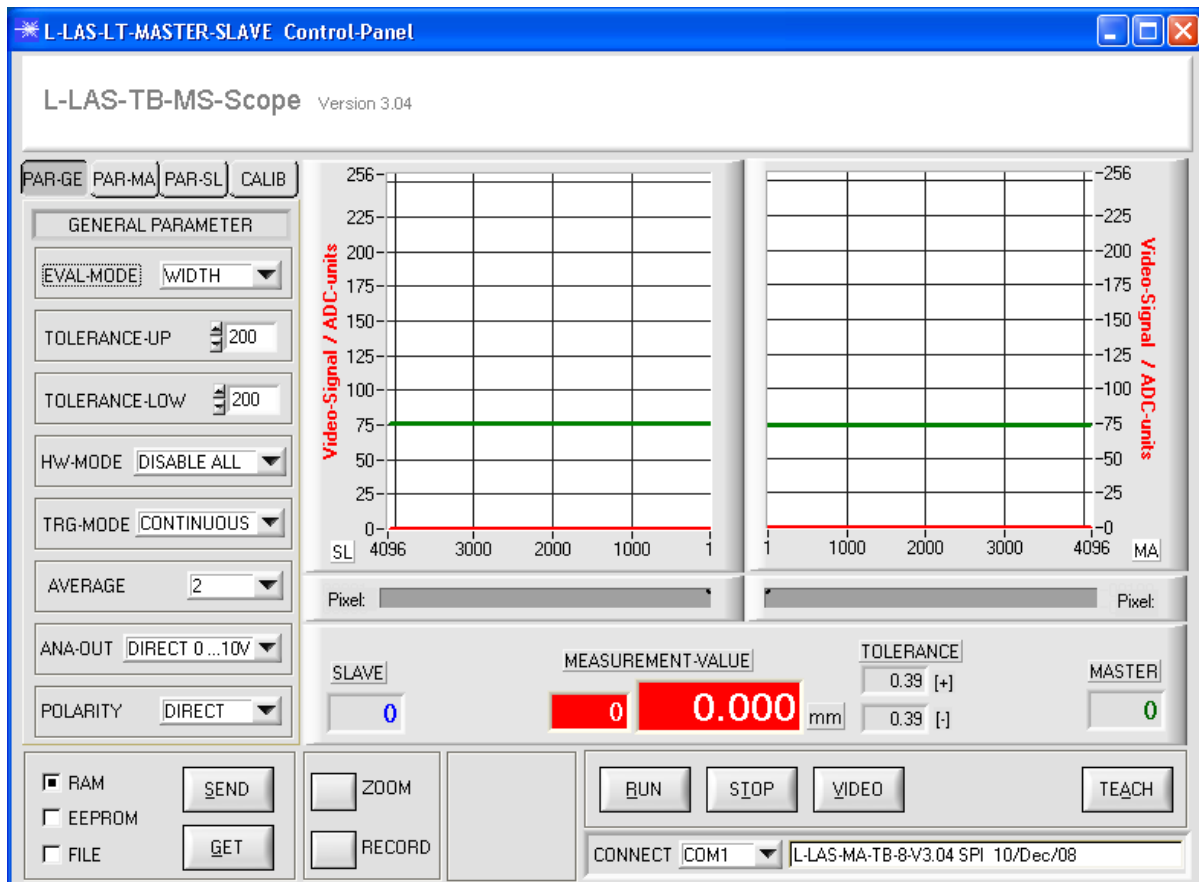 L-LAS-LT-MASTER-SLAVE Control-Panel
L-LAS-TB-MS-Scope Version 3.04
PAR-GE PAR-MA PAR-SL CALIB
GENERAL PARAMETER
EVAL-MODE WIDTH
TOLERANCE-UP 200
TOLERANCE-LOW 200
HW-MODE DISABLE ALL
TRG-MODE CONTINUOUS
AVERAGE 2
ANA-OUT DIRECT 0 ...10V
POLARITY DIRECT
Video-Signal / ADC-units
256
225
200
175
150
125
100
75
50
25
0
SL 4096 3000 2000 1000 1
256
225
200
175
150
125
100
75
50
25
0
Video-Signal / ADC-units
1 1000 2000 3000 4096 MA
Pixel:
Pixel:
SLAVE
0
MEASUREMENT-VALUE
0 0.000 mm
TOLERANCE
0.39 [+]
0.39 [-]
MASTER
0
RAM
EEPROM
FILE
SEND
GET
ZOOM
RECORD
RUN STOP VIDEO TEACH
CONNECT COM1 L-LAS-MA-TB-8-V3.04 SPI 10/Dec/08